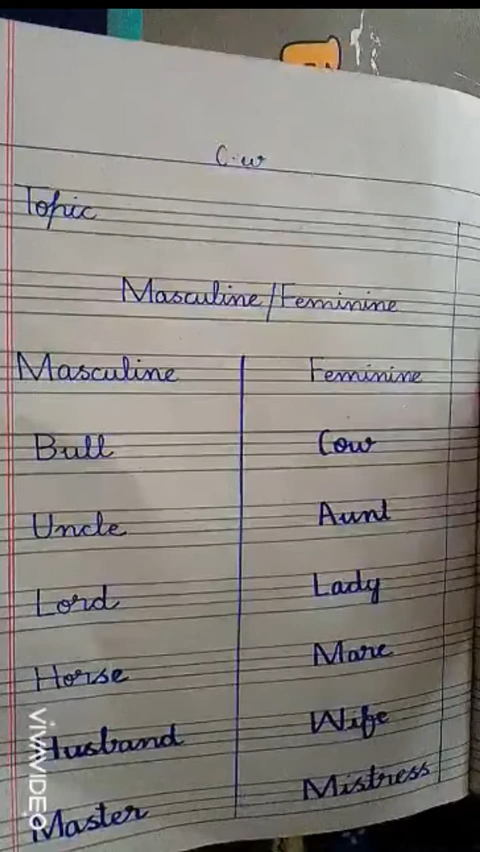 C.w
Topic
Masculine/Feminine
Masculine Feminine
Bull Cow
Uncle Aunt
Lord Lady
Horse Mare
Husband Wife
Master Mistress
VIVAVIDEO